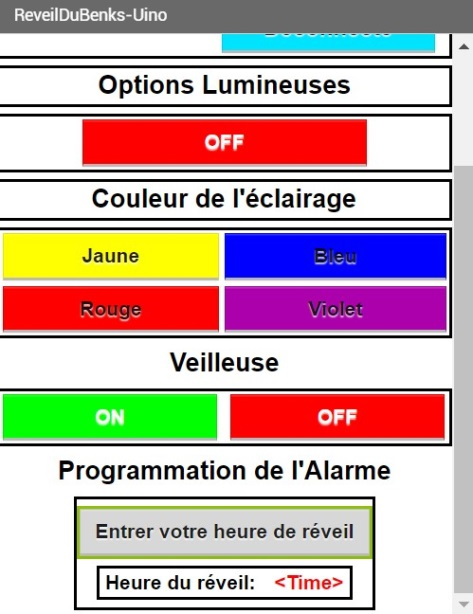 ReveilDuBenks-Uino
Options Lumineuses
OFF
Couleur de l'éclairage
Jaune Bleu
Rouge Violet
Veilleuse
ON OFF
Programmation de l'Alarme
Entrer votre heure de réveil
Heure du réveil: <Time>